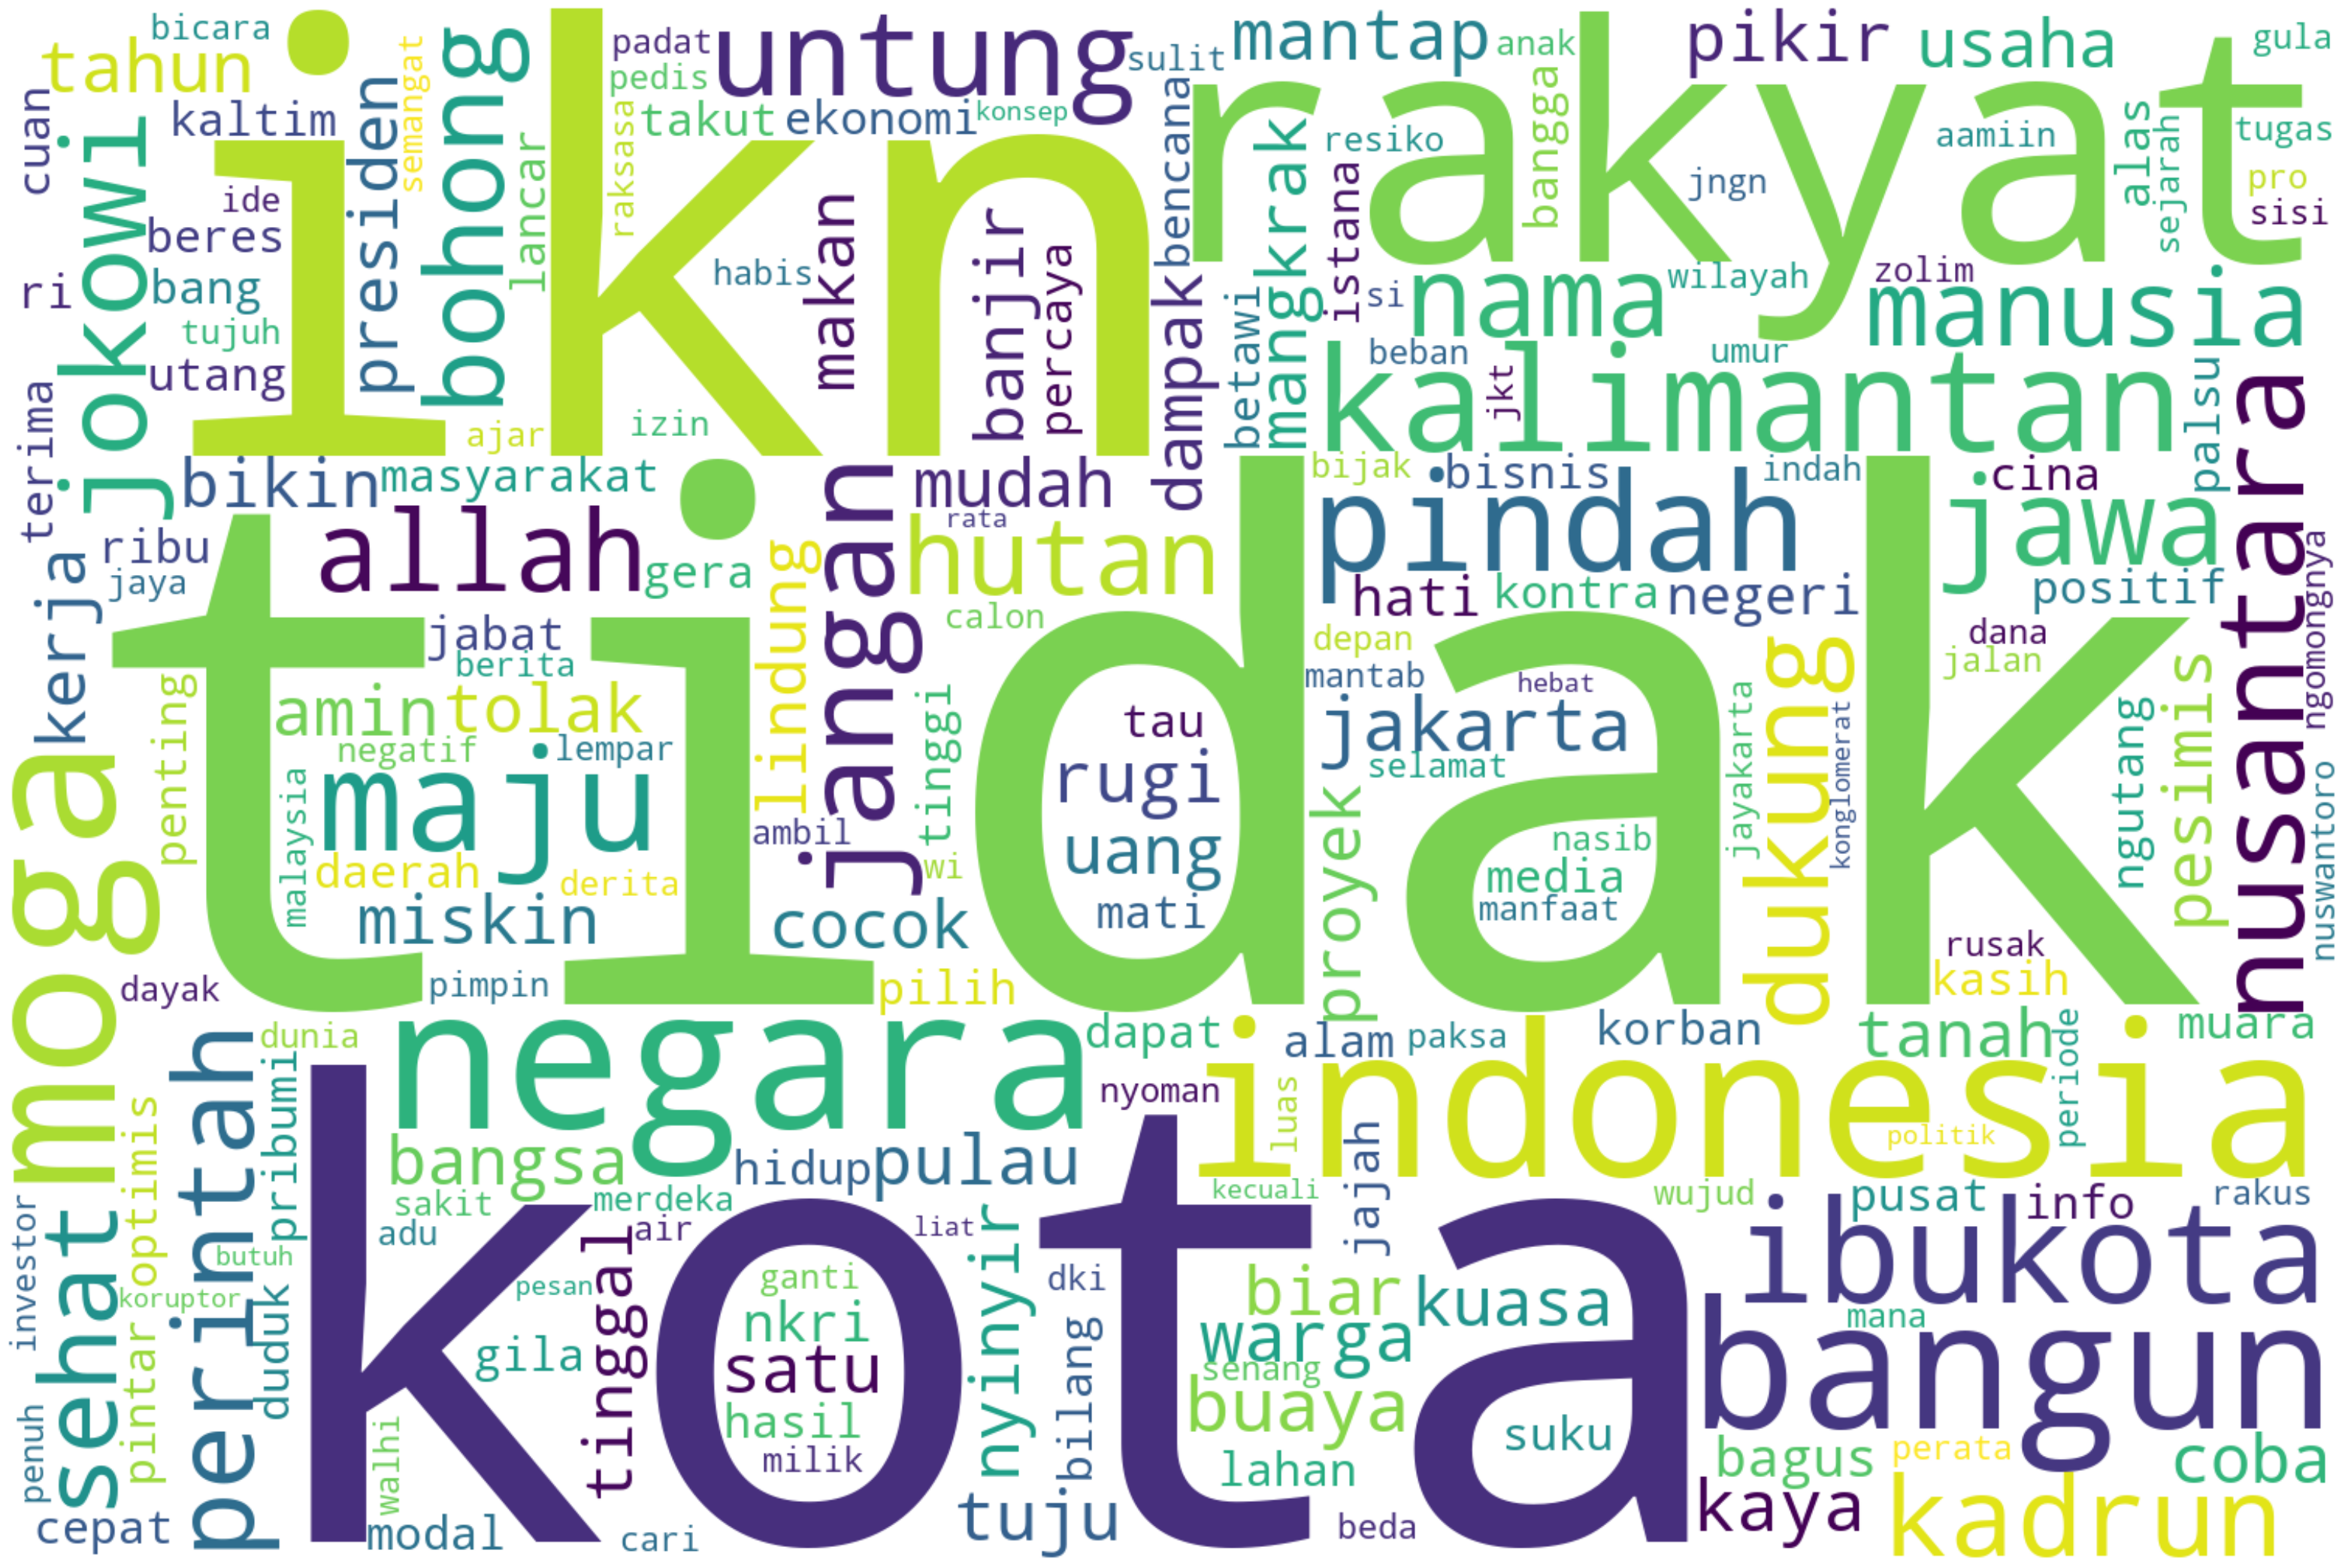 bicara
tahun
cuan
kaltim
jokowi
ide
beres
ri
bang
tujuh
utang
terima
presiden
semangat
bohong
lancar
ikn
padat
pedis
untung
sulit
takut
ekonomi
konsep
raksasa
habis
makan
banjir
percaya
izin
ajar
mantap
anak
pikir
usaha
gula
rakyat
bencana
dampak
mangkrak
betawi
resiko
istana
bangga
jngn
aamiin
alas
sejarah
tugas
pro
sisi
si
nama
wilayah
zolim
manusia
beban
umur
jkt
kalimantan
palsu
nusantara
bikin
masyarakat
mudah
bijak
bisnis
indah
cina
ribu
jaya
kerja
allah
gera
lindung
jangan
rata
hutan
calon
pindah
jawa
hati
kontra
negeri
positif
ngomongnya
tidak
jabat
berita
depan
mantab
hebat
dana
jalan
moga
penting
amin
tolak
negatif
lempar
malaysia
maju
daerah
derita
miskin
ambil
tinggi
wi
cocok
tau
rugi
uang
mati
jakarta
selamat
proyek
nasib
media
manfaat
jayakarta
dukung
konglomerat
ngutang
pesimis
nuswantoro
rusak
kasih
dayak
pimpin
pilih
dunia
negara
dapat
alam
paksa
korban
tanah
periode
muara
perintah
pribumi
optimis
nyoman
indonesia
luas
politik
bangsa
hidup
pulau
jajah
sakit
merdeka
kecuali
wujud
pusat
info
rakus
investor
sehat
adu
air
liat
nyinyir
ibukota
butuh
koruptor
pintar
duduk
pesan
tinggal
ganti
dki
biar
kuasa
nkri
warga
mana
gila
satu
senang
bangun
hasil
bilang
buaya
suku
milik
lahan
bagus
perata
coba
penuh
walhi
kota
cepat
modal
cari
tuju
beda
kaya
kadrun